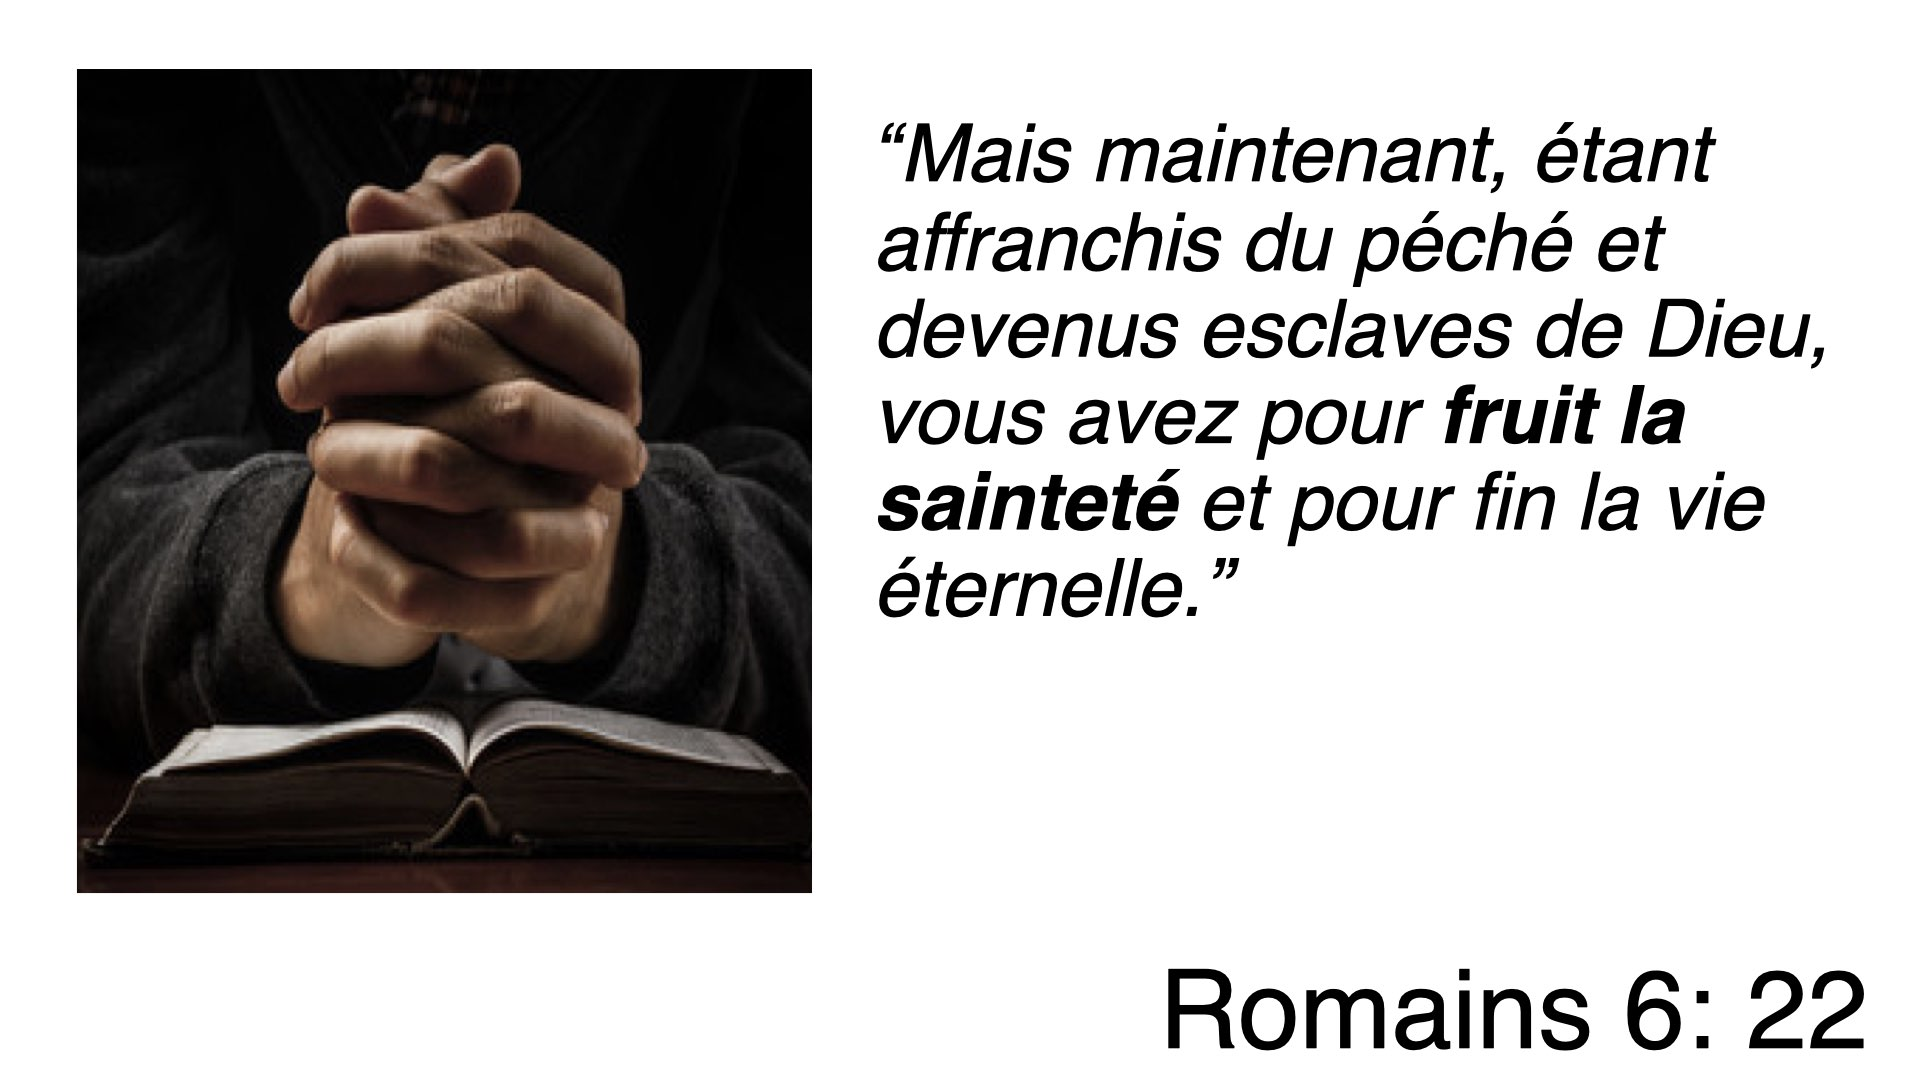 “Mais maintenant, étant
affranchis du péché et
devenus esclaves de Dieu,
vous avez pour fruit la
sainteté et pour fin la vie
éternelle.”
Romains 6: 22